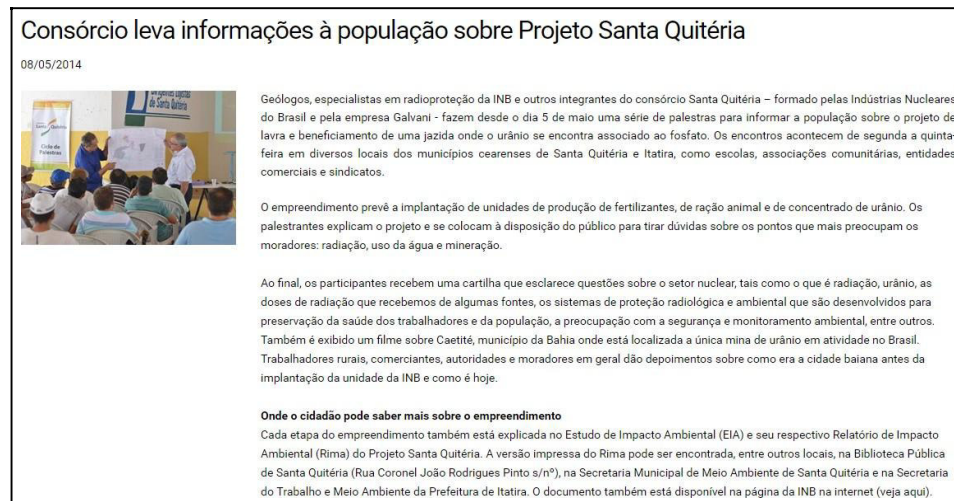 Consórcio leva informações à população sobre Projeto Santa Quitéria
08/05/2014
de Santa Quitéria
Santa Quitéria
Ciclo de
Palestras
Geólogos, especialistas em radioproteção da INB e outros integrantes do consórcio Santa Quitéria – formado pelas Indústrias Nucleares
do Brasil e pela empresa Galvani - fazem desde o dia 5 de maio uma série de palestras para informar a população sobre o projeto de
lavra e beneficiamento de uma jazida onde o urânio se encontra associado ao fosfato. Os encontros acontecem de segunda a quinta-
feira em diversos locais dos municípios cearenses de Santa Quitéria e Itatira, como escolas, associações comunitárias, entidades
comerciais e sindicatos.
O empreendimento prevê a implantação de unidades de produção de fertilizantes, de ração animal e de concentrado de urânio. Os
palestrantes explicam o projeto e se colocam à disposição do público para tirar dúvidas sobre os pontos que mais preocupam os
moradores: radiação, uso da água e mineração.
Ao final, os participantes recebem uma cartilha que esclarece questões sobre o setor nuclear, tais como o que é radiação, urânio, as
doses de radiação que recebemos de algumas fontes, os sistemas de proteção radiológica e ambiental que são desenvolvidos para
preservação da saúde dos trabalhadores e da população, a preocupação com a segurança e monitoramento ambiental, entre outros.
Também é exibido um filme sobre Caetité, município da Bahia onde está localizada a única mina de urânio em atividade no Brasil.
Trabalhadores rurais, comerciantes, autoridades e moradores em geral dão depoimentos sobre como era a cidade baiana antes da
implantação da unidade da INB e como é hoje.
Onde o cidadão pode saber mais sobre o empreendimento
Cada etapa do empreendimento também está explicada no Estudo de Impacto Ambiental (EIA) e seu respectivo Relatório de Impacto
Ambiental (Rima) do Projeto Santa Quitéria. A versão impressa do Rima pode ser encontrada, entre outros locais, na Biblioteca Pública
de Santa Quitéria (Rua Coronel João Rodrigues Pinto s/nº), na Secretaria Municipal de Meio Ambiente de Santa Quitéria e na Secretaria
do Trabalho e Meio Ambiente da Prefeitura de Itatira. O documento também está disponível na página da INB na internet (veja aqui).